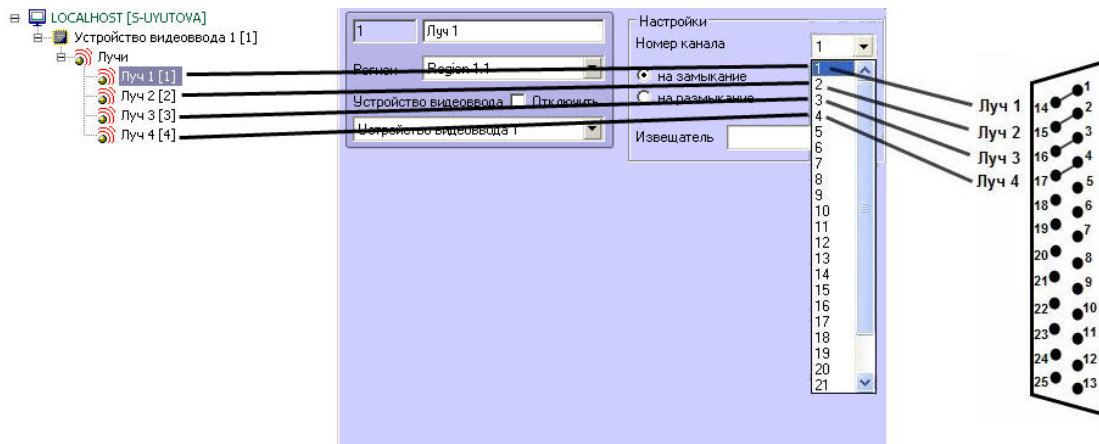 LOCALHOST [S-UYUTOVA]
Устройство видеоввода 1 [1]
Лучи
Луч 1 [1]
Луч 2 [2]
Луч 3 [3]
Луч 4 [4]
1
Луч 1
Регион
Region 1.1
Устройство видеоввода
Отключить
Устройство видеоввода 1
Настройки
Номер канала
1
на замыкание
на размыкание
Извещатель
1
2
3
4
5
6
7
8
9
10
11
12
13
14
15
16
17
18
19
20
21
Луч 1
Луч 2
Луч 3
Луч 4
1
14
2
15
3
16
4
17
5
18
6
19
7
20
8
21
9
22
10
23
11
24
12
25
13